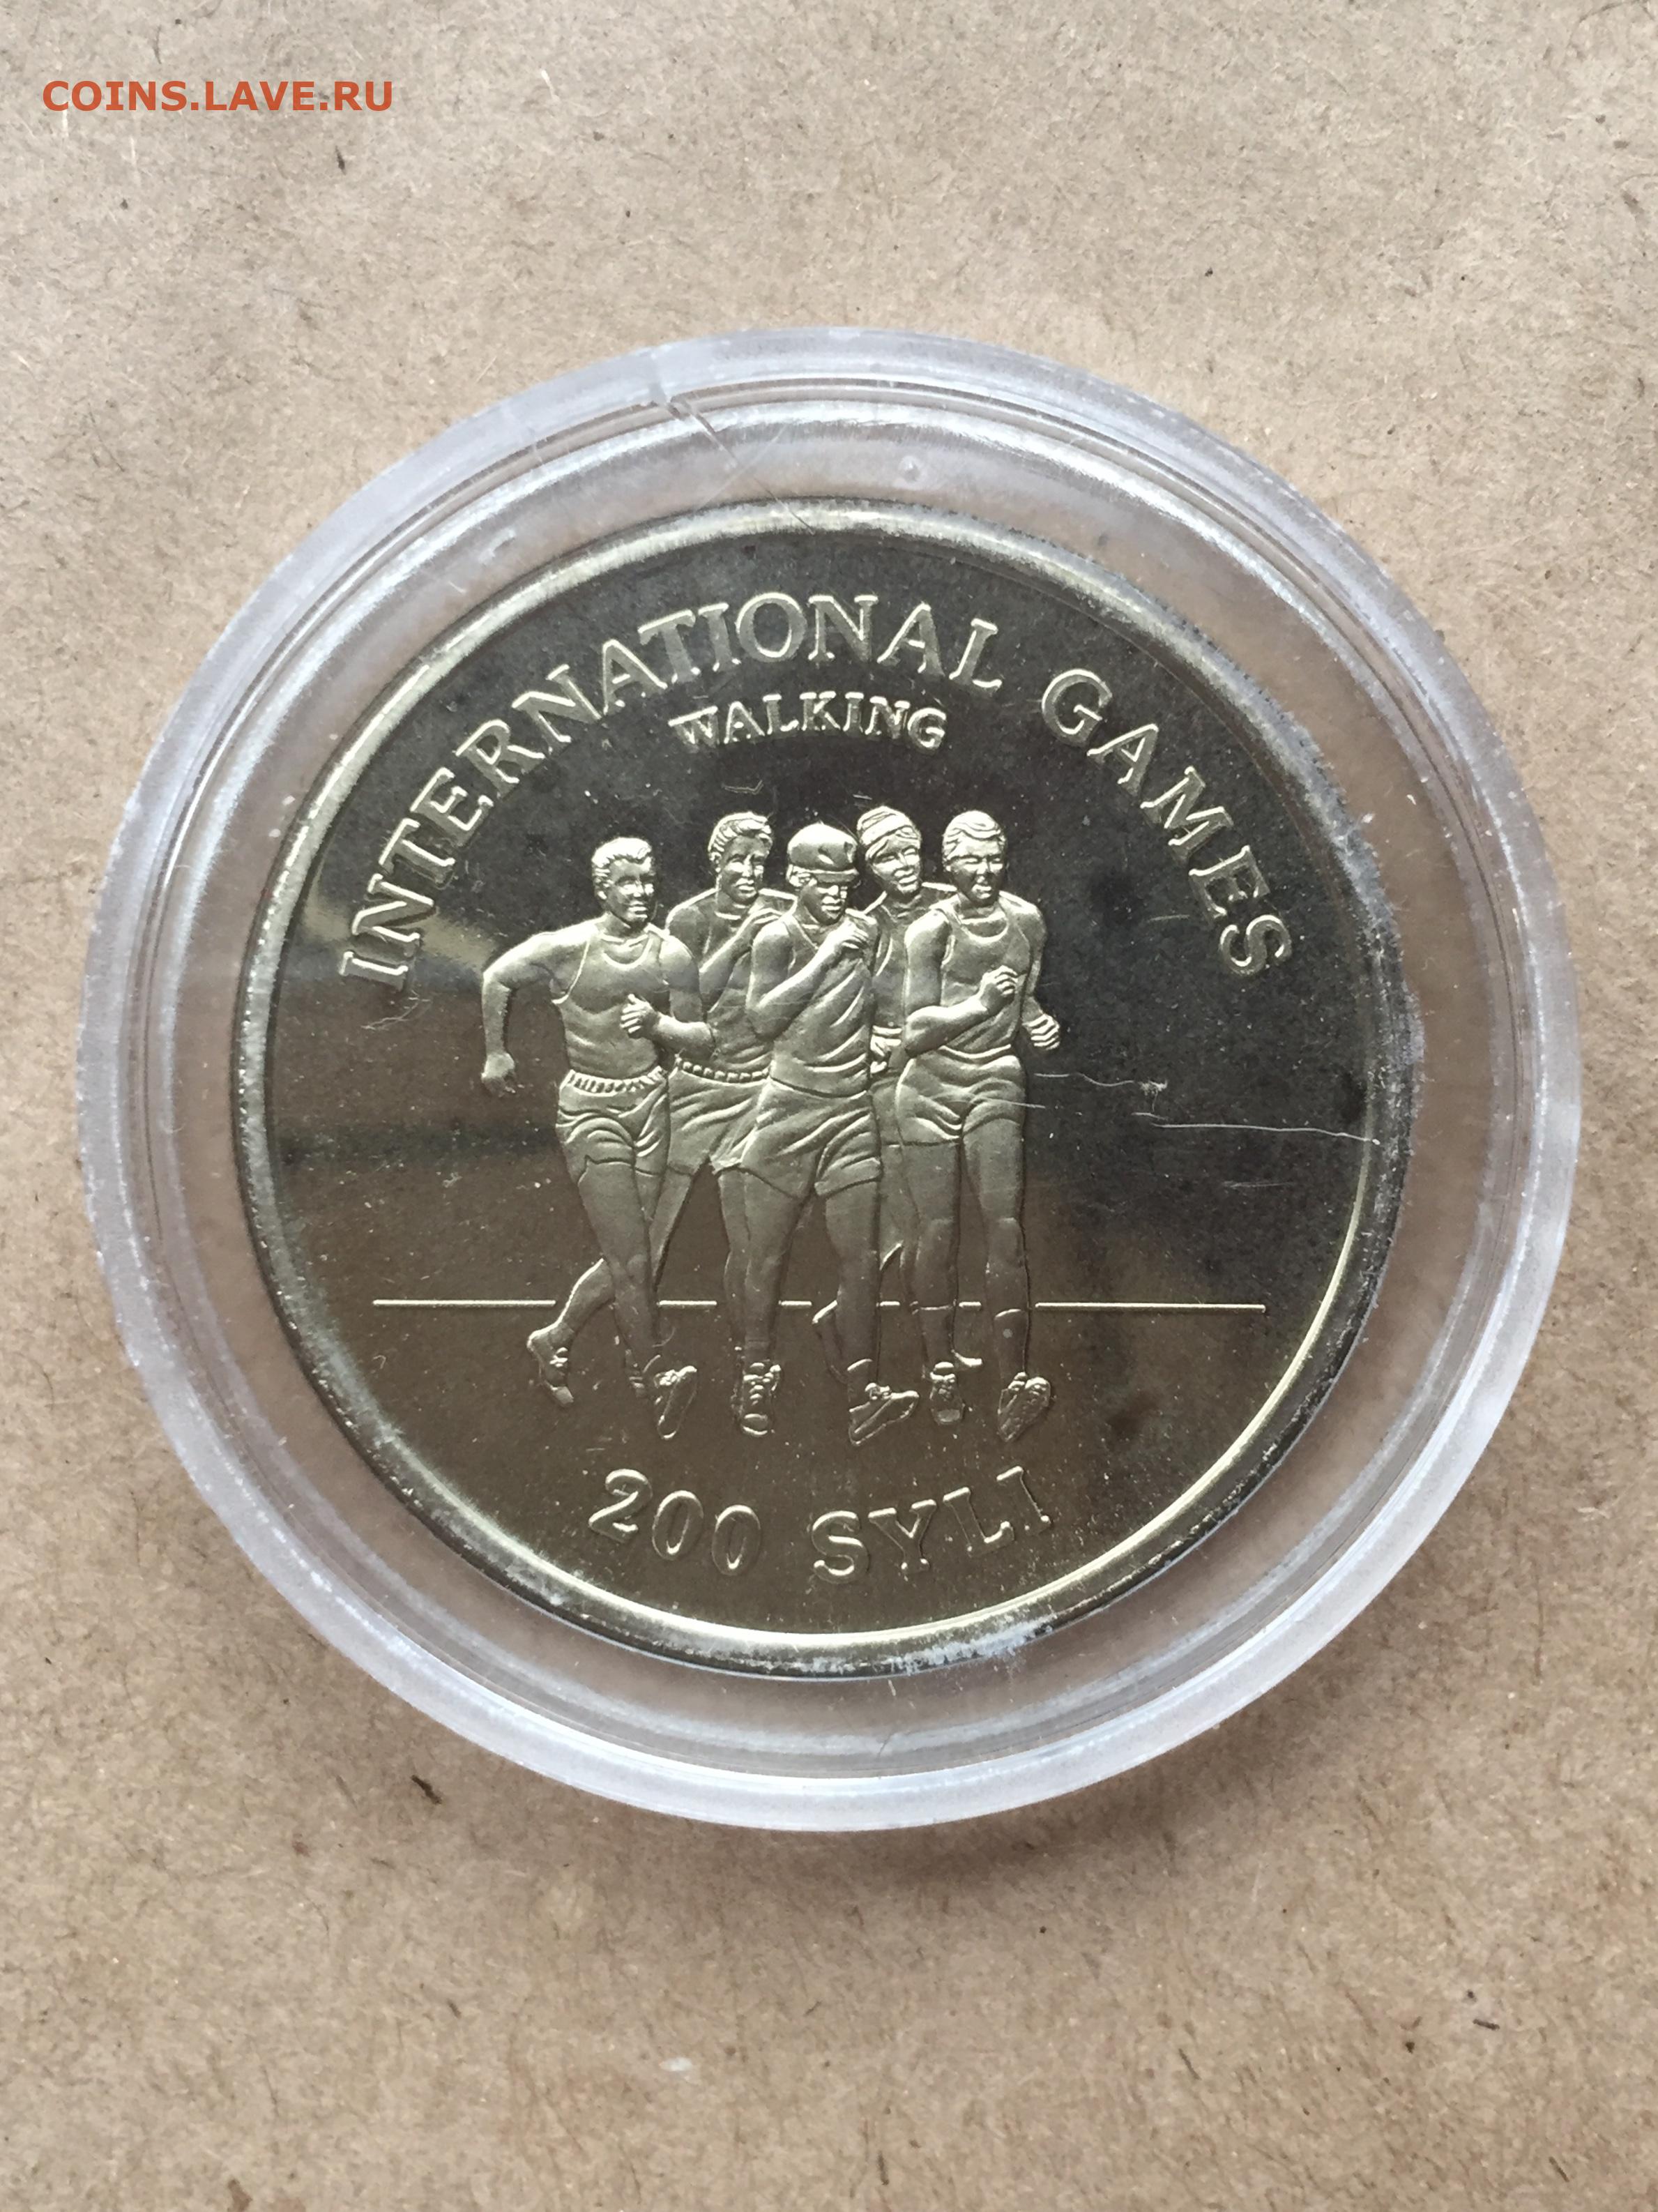 COINS.LAVE.RU
INTERNATIONAL GAMES
WALKING
200 SYLI